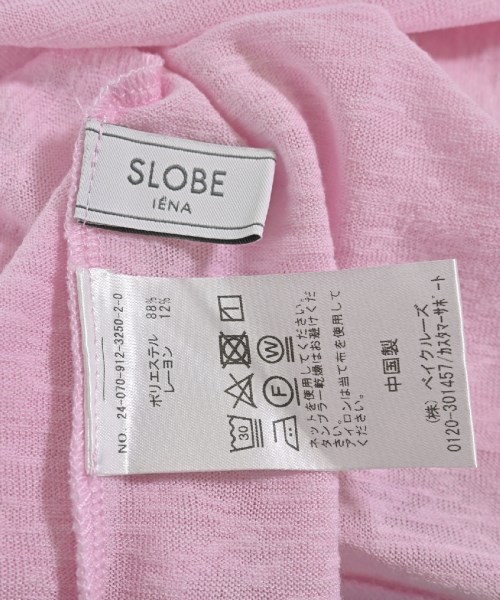 SLOBE
IÉNA
NO. 24-070-912-3250-2-0
ポリエステル 88%
レーヨン 12%
30
F
W
ネットを使用してください。
タンブラー乾燥はお避けください。
アイロンは当て布を使用してください。
中国製
(株) ベイクルーズ
0120-301457/カスタマーサポート